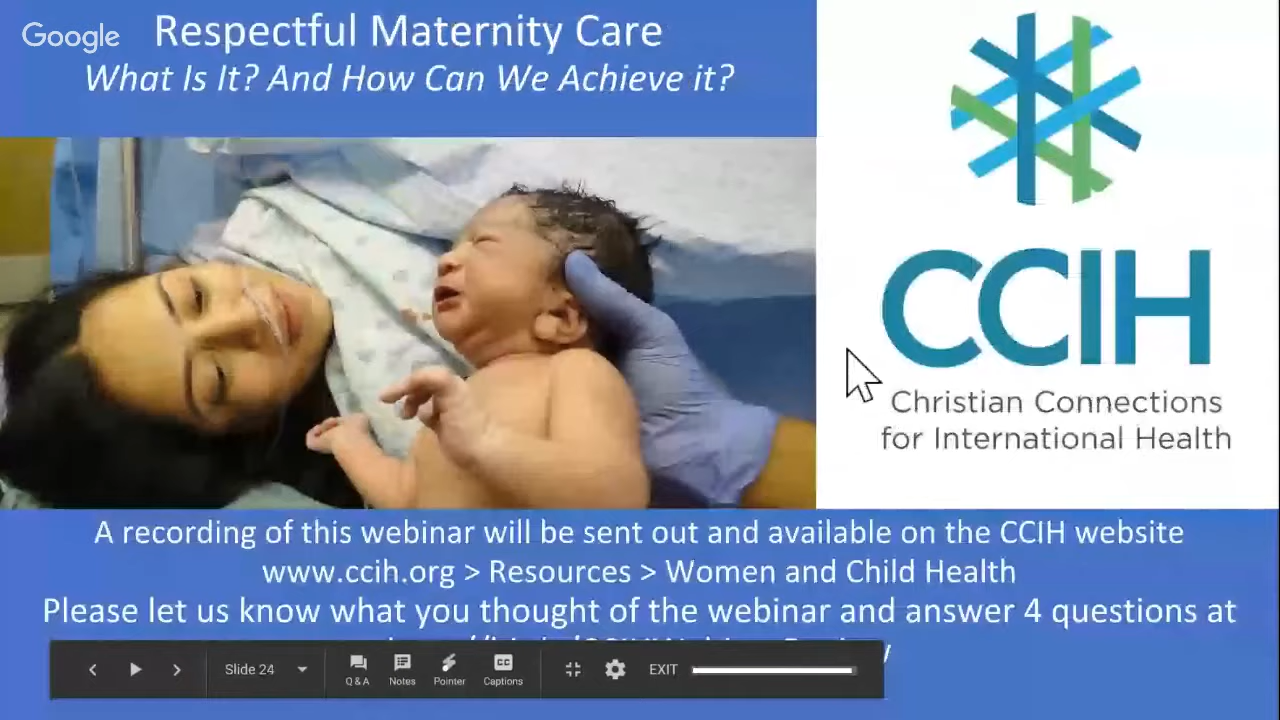 Google
Respectful Maternity Care
What Is It? And How Can We Achieve it?
CCIH
Christian Connections
for International Health
A recording of this webinar will be sent out and available on the CCIH website
www.ccih.org > Resources > Women and Child Health
Please let us know what you thought of the webinar and answer 4 questions at
Slide 24
Q & A
Notes
Pointer
CC
Captions
EXIT